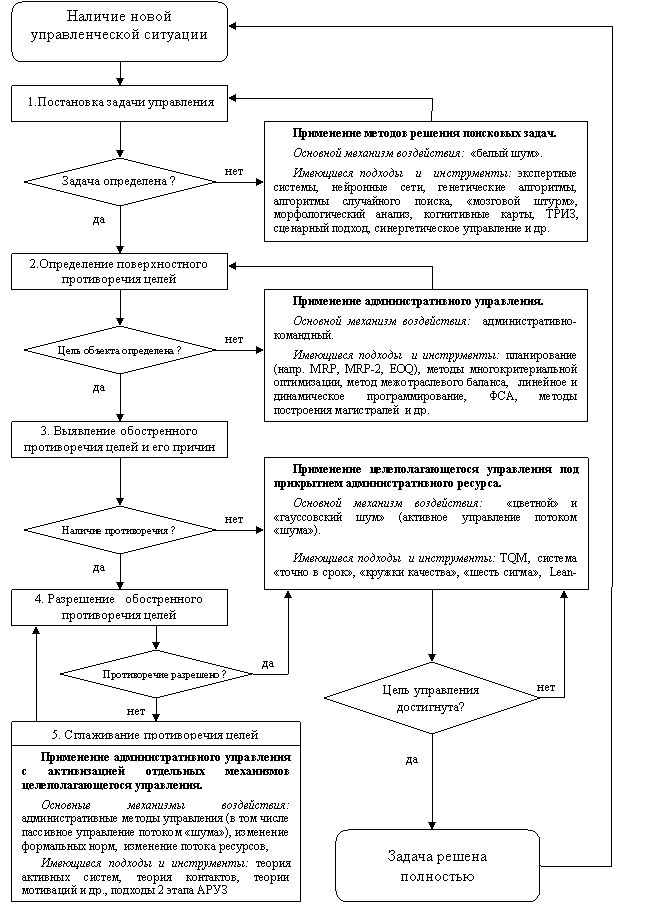 Наличие новой
управленческой ситуации
1.Постановка задачи управления
Применение методов решения поисковых задач.
Основной механизм воздействия: «белый шум».
Имеющиеся подходы и инструменты: экспертные
системы, нейронные сети, генетические алгоритмы,
алгоритмы случайного поиска, «мозговой штурм»,
морфологический анализ, когнитивные карты, ТРИЗ,
сценарный подход, синергетическое управление и др.
Задача определена ?
нет
да
2.Определение поверхностного
противоречия целей
Применение административного управления.
Основной механизм воздействия: административно-
командный.
Имеющиеся подходы и инструменты: планирование
(напр. MRP, MRP-2, EOQ), методы многокритериальной
оптимизации, метод межотраслевого баланса, линейное и
динамическое программирование, ФСА, методы
построения магистралей и др.
Цель объекта определена ?
нет
да
3. Выявление обостренного
противоречия целей и его причин
Применение целеполагающегося управления под
прикрытием административного ресурса.
Основной механизм воздействия: «цветной» и
«гауссовский шум» (активное управление потоком
«шума»).
Имеющиеся подходы и инструменты: TQM, система
«точно в срок», «кружки качества», «шесть сигма», Lean-
Наличие противоречия ?
нет
да
4. Разрешение обостренного
противоречия целей
Противоречие разрешено ?
да
нет
Цель управления
достигнута?
нет
да
5. Сглаживание противоречия целей
Применение административного управления
с активизацией отдельных механизмов
целеполагающегося управления.
Основные механизмы воздействия:
административные методы управления (в том числе
пассивное управление потоком «шума»), изменение
формальных норм, изменение потока ресурсов,
Имеющиеся подходы и инструменты: теория
активных систем, теория контактов, теории
мотиваций и др., подходы 2 этапа АРУЗ
Задача решена
полностью